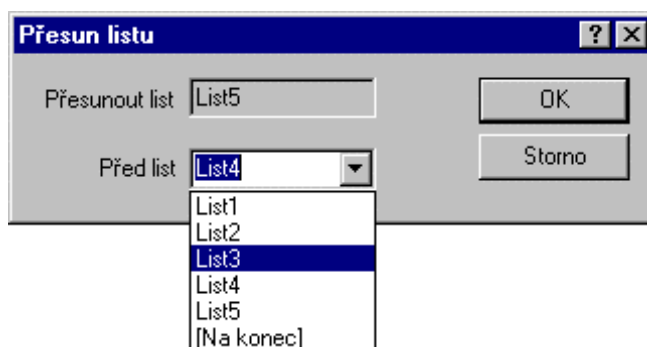 Přesun listu
Přesunout list List5 OK
Před list List4 Storno
List1
List2
List3
List4
List5
[Na konec]